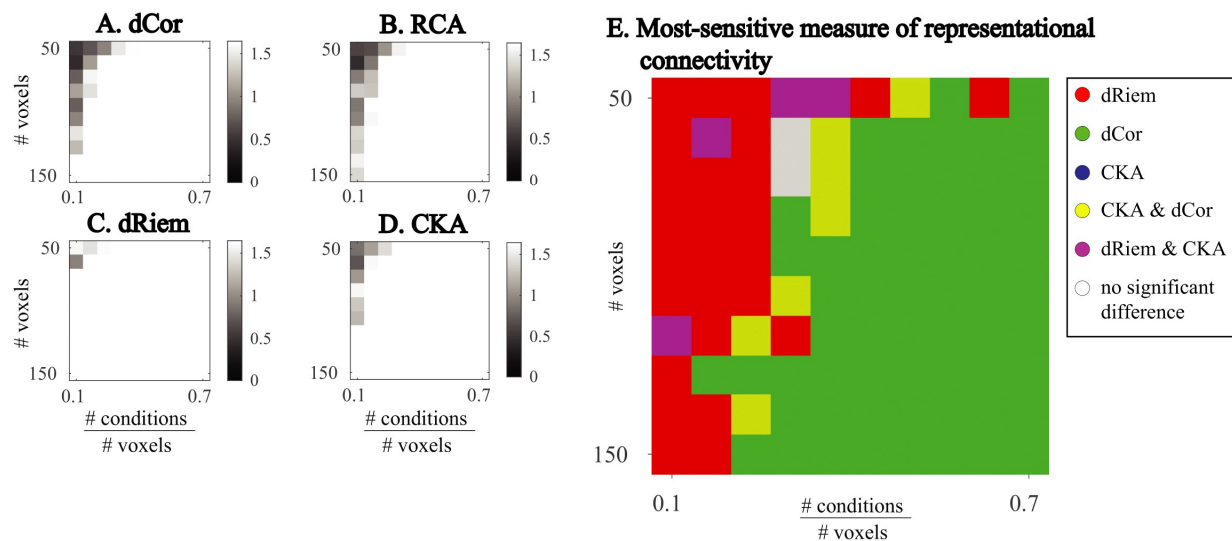 A. dCor
50
# voxels
150
0.1
0.7
1.5
1
0.5
0
B. RCA
50
150
0.1
0.7
1.5
1
0.5
0
C. dRiem
50
# voxels
150
0.1
0.7
# conditions
# voxels
1.5
1
0.5
0
D. CKA
50
150
0.1
0.7
# conditions
# voxels
1.5
1
0.5
0
E. Most-sensitive measure of representational
connectivity
50
# voxels
150
0.1
0.7
# conditions
# voxels
dRiem
dCor
CKA
CKA & dCor
dRiem & CKA
no significant
difference